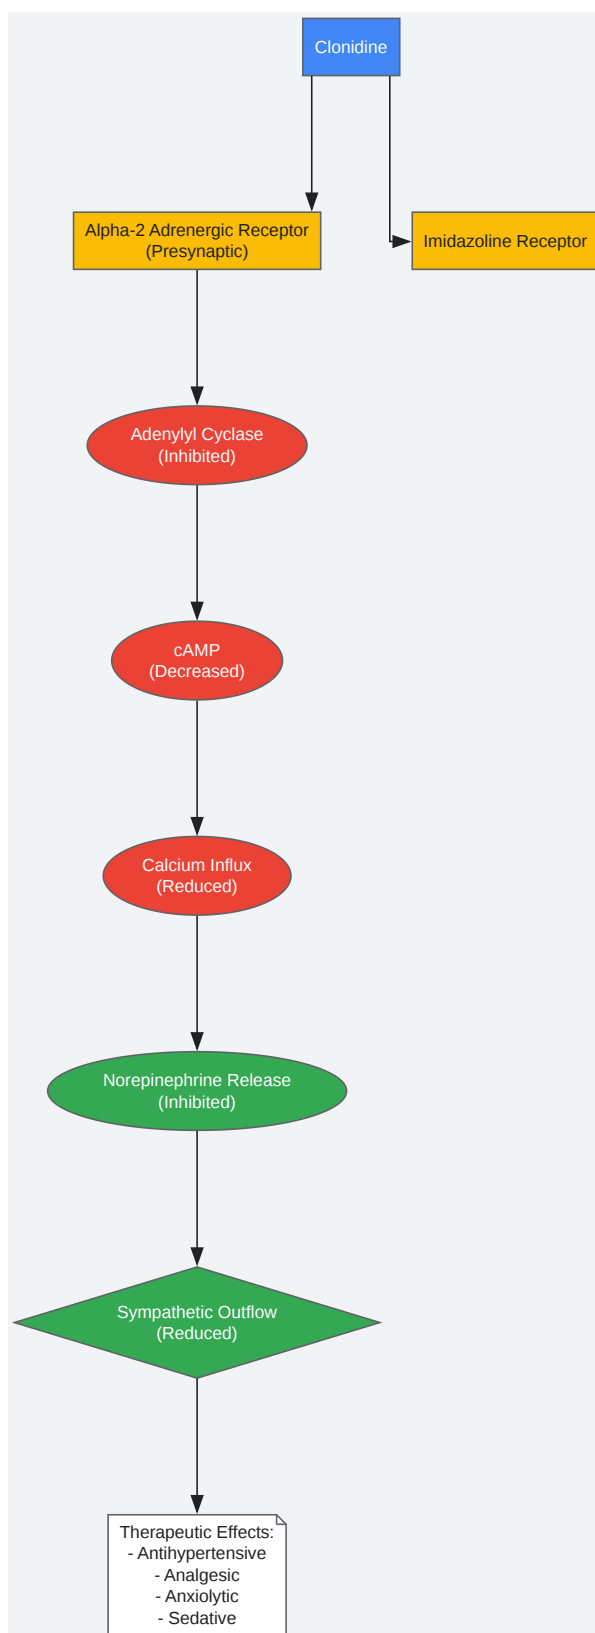 Clonidine
Alpha-2 Adrenergic Receptor
(Presynaptic)
Imidazoline Receptor
Adenylyl Cyclase
(Inhibited)
cAMP
(Decreased)
Calcium Influx
(Reduced)
Norepinephrine Release
(Inhibited)
Sympathetic Outflow
(Reduced)
Therapeutic Effects:
- Antihypertensive
- Analgesic
- Anxiolytic
- Sedative